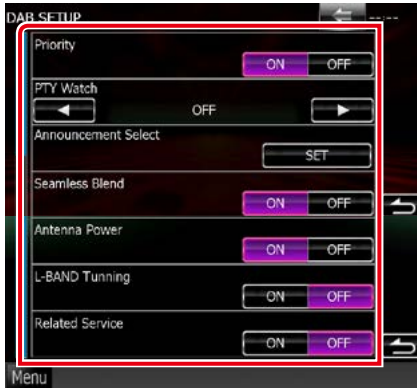 DAB SETUP --:--
Priority
ON OFF
PTY Watch
OFF
Announcement Select
SET
Seamless Blend
ON OFF
Antenna Power
ON OFF
L-BAND Tunning
ON OFF
Related Service
ON OFF
Menu